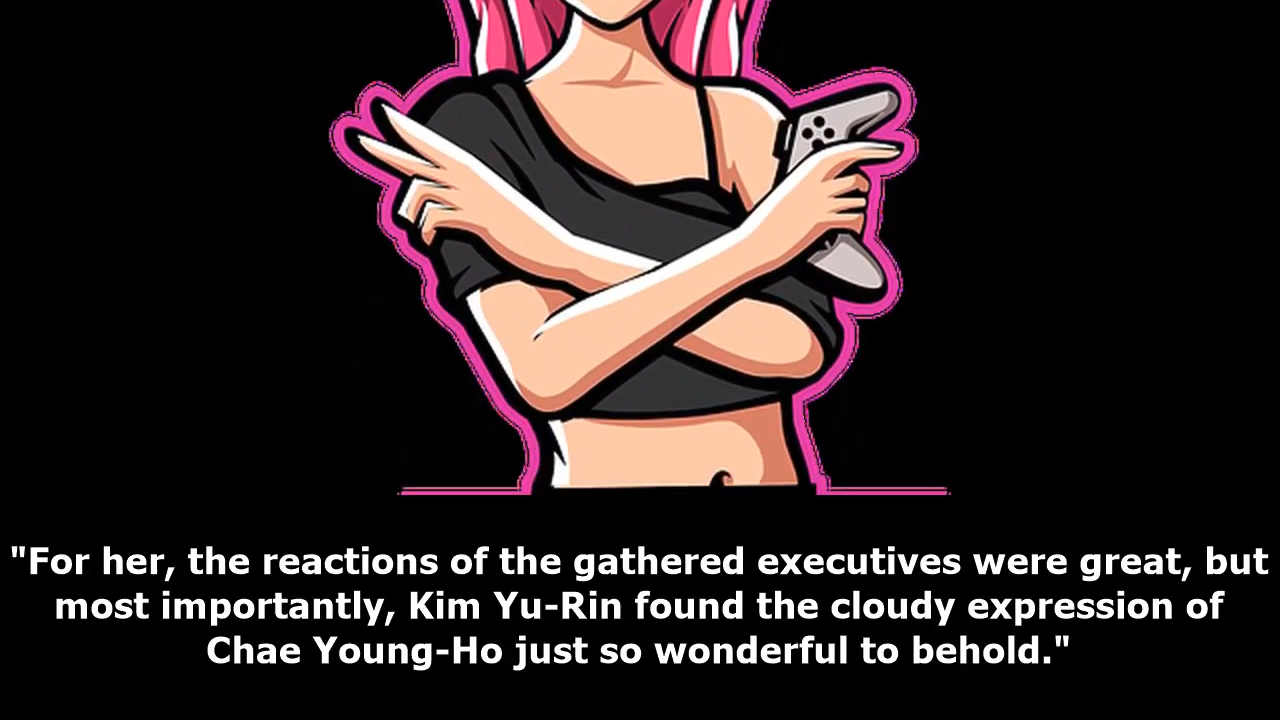 "For her, the reactions of the gathered executives were great, but
most importantly, Kim Yu-Rin found the cloudy expression of
Chae Young-Ho just so wonderful to behold."